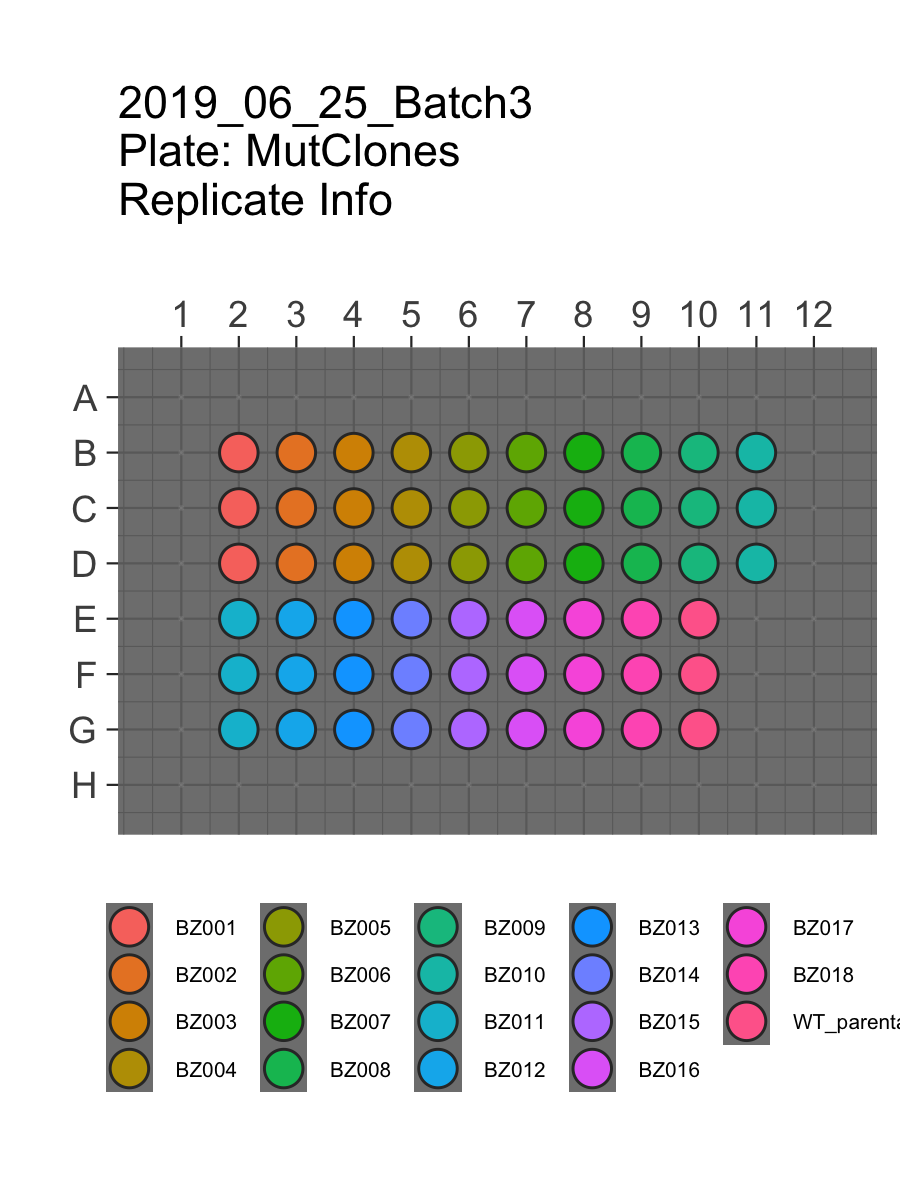 2019_06_25_Batch3
Plate: MutClones
Replicate Info
1 2 3 4 5 6 7 8 9 10 11 12
A
B
C
D
E
F
G
H
BZ001 BZ005 BZ009 BZ013 BZ017
BZ002 BZ006 BZ010 BZ014 BZ018
BZ003 BZ007 BZ011 BZ015 WT_parenta
BZ004 BZ008 BZ012 BZ016